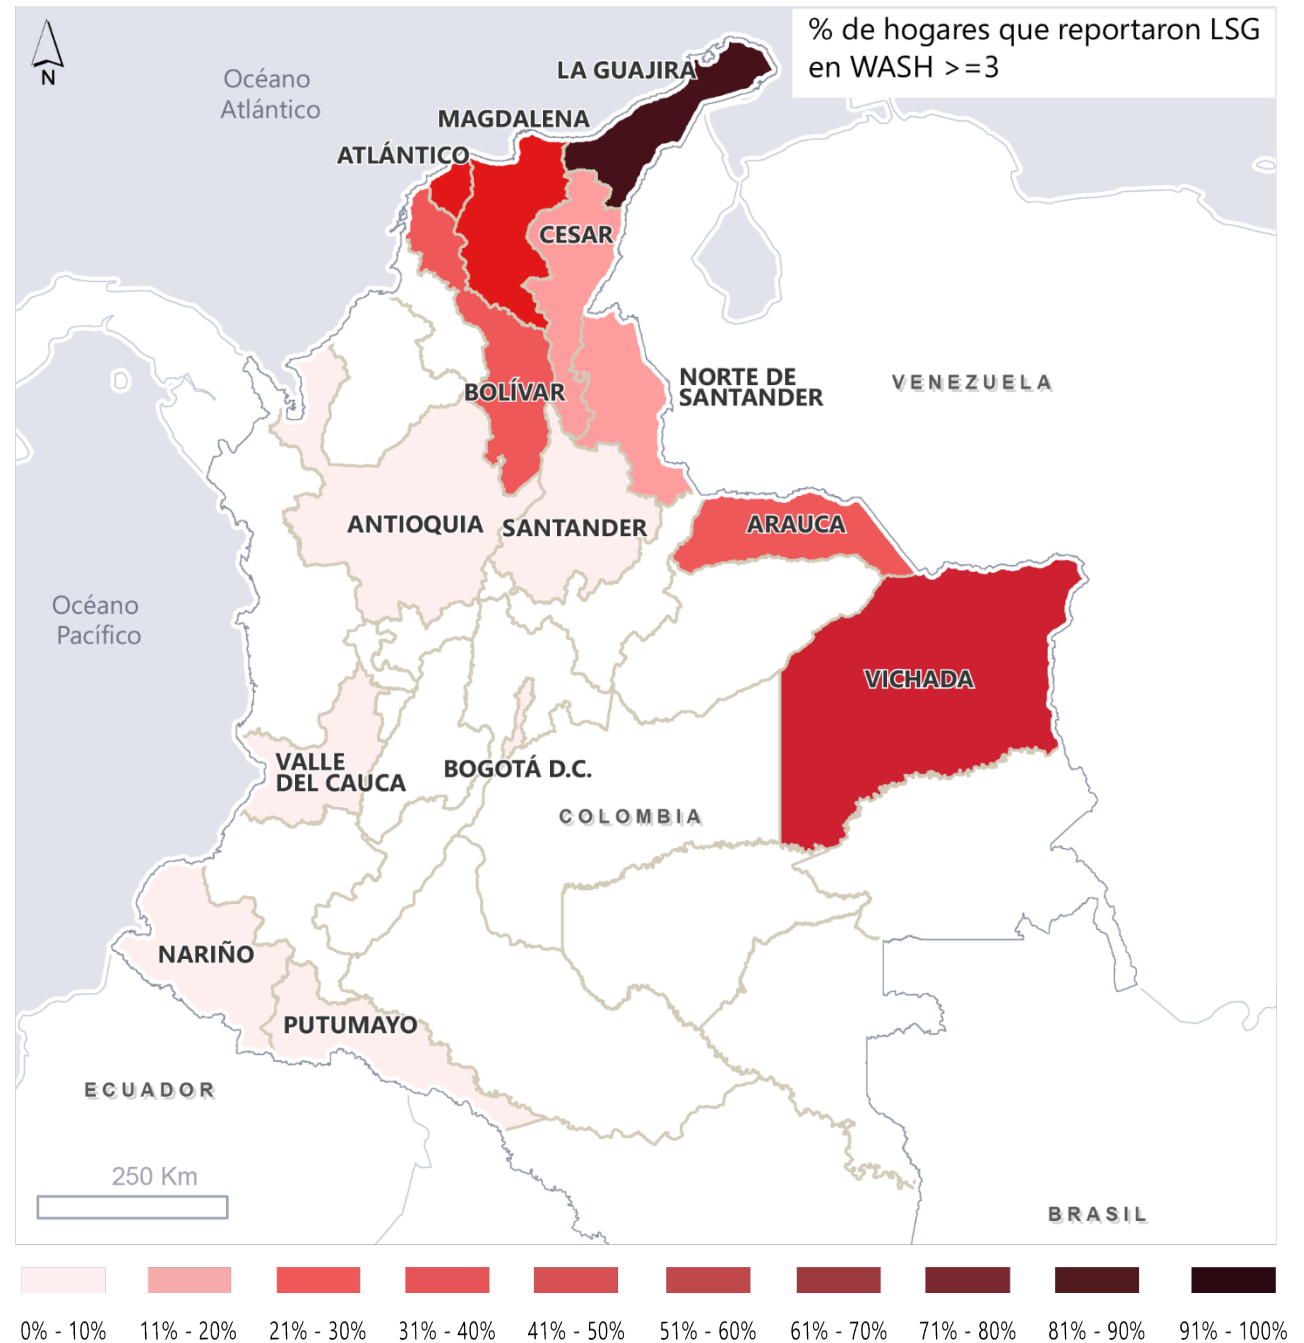 % de hogares que reportaron LSG
en WASH >=3
N
Océano
Atlántico
LA GUAJIRA
MAGDALENA
ATLÁNTICO
CESAR
NORTE DE
SANTANDER
VENEZUELA
BOLÍVAR
ANTIOQUIA
SANTANDER
ARAUCA
Océano
Pacífico
VICHADA
VALLE
DEL CAUCA
BOGOTÁ D.C.
COLOMBIA
NARIÑO
PUTUMAYO
ECUADOR
250 Km
BRASIL
0% - 10%
11% - 20%
21% - 30%
31% - 40%
41% - 50%
51% - 60%
61% - 70%
71% - 80%
81% - 90%
91% - 100%